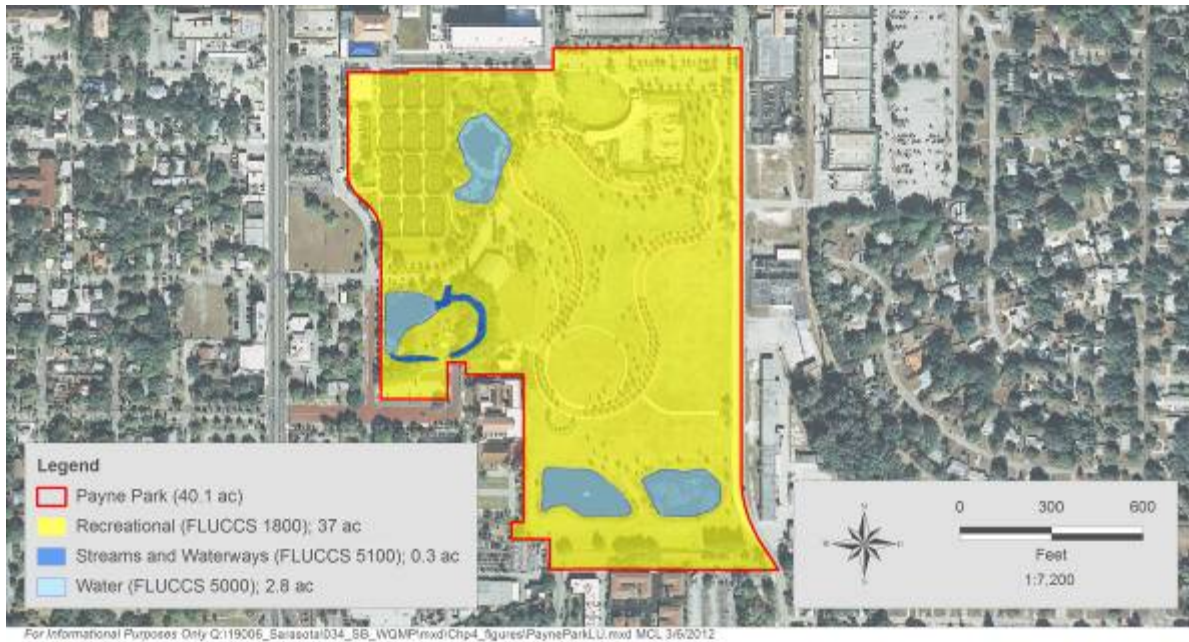 Legend
Payne Park (40.1 ac)
Recreational (FLUCCS 1800); 37 ac
Streams and Waterways (FLUCCS 5100); 0.3 ac
Water (FLUCCS 5000); 2.8 ac
N
0 300 600
Feet
1:7,200
For Informational Purposes Only Q:\19006_Sarasota\034_SB_WQMP\mxd\Chp4_figures\PayneParkLU.mxd MCL 3/6/2012